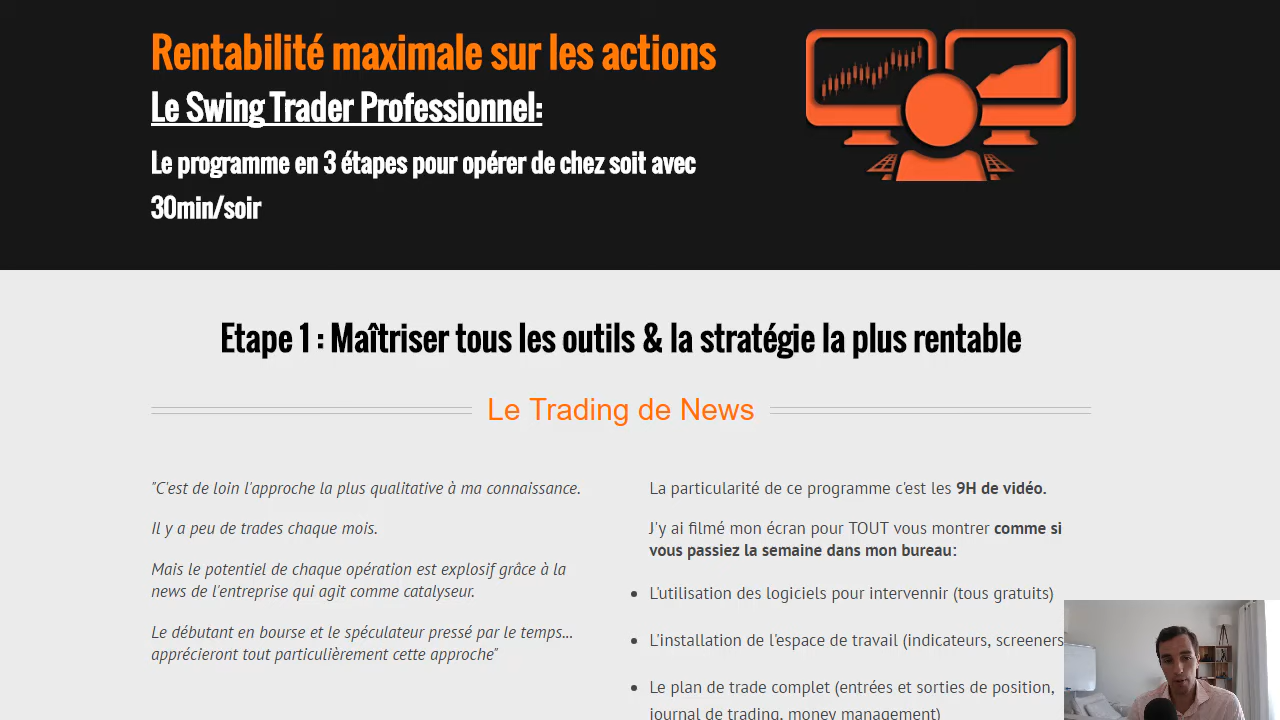 Rentabilité maximale sur les actions
Le Swing Trader Professionnel:
Le programme en 3 étapes pour opérer de chez soit avec
30min/soir
Etape 1 : Maîtriser tous les outils & la stratégie la plus rentable
Le Trading de News
"C'est de loin l'approche la plus qualitative à ma connaissance.
Il y a peu de trades chaque mois.
Mais le potentiel de chaque opération est explosif grâce à la
news de l'entreprise qui agit comme catalyseur.
Le débutant en bourse et le spéculateur pressé par le temps...
apprécieront tout particulièrement cette approche"
La particularité de ce programme c'est les 9H de vidéo.
J'y ai filmé mon écran pour TOUT vous montrer comme si
vous passiez la semaine dans mon bureau:
L'utilisation des logiciels pour intervennir (tous gratuits)
L'installation de l'espace de travail (indicateurs, screeners
Le plan de trade complet (entrées et sorties de position,
journal de trading, money management)